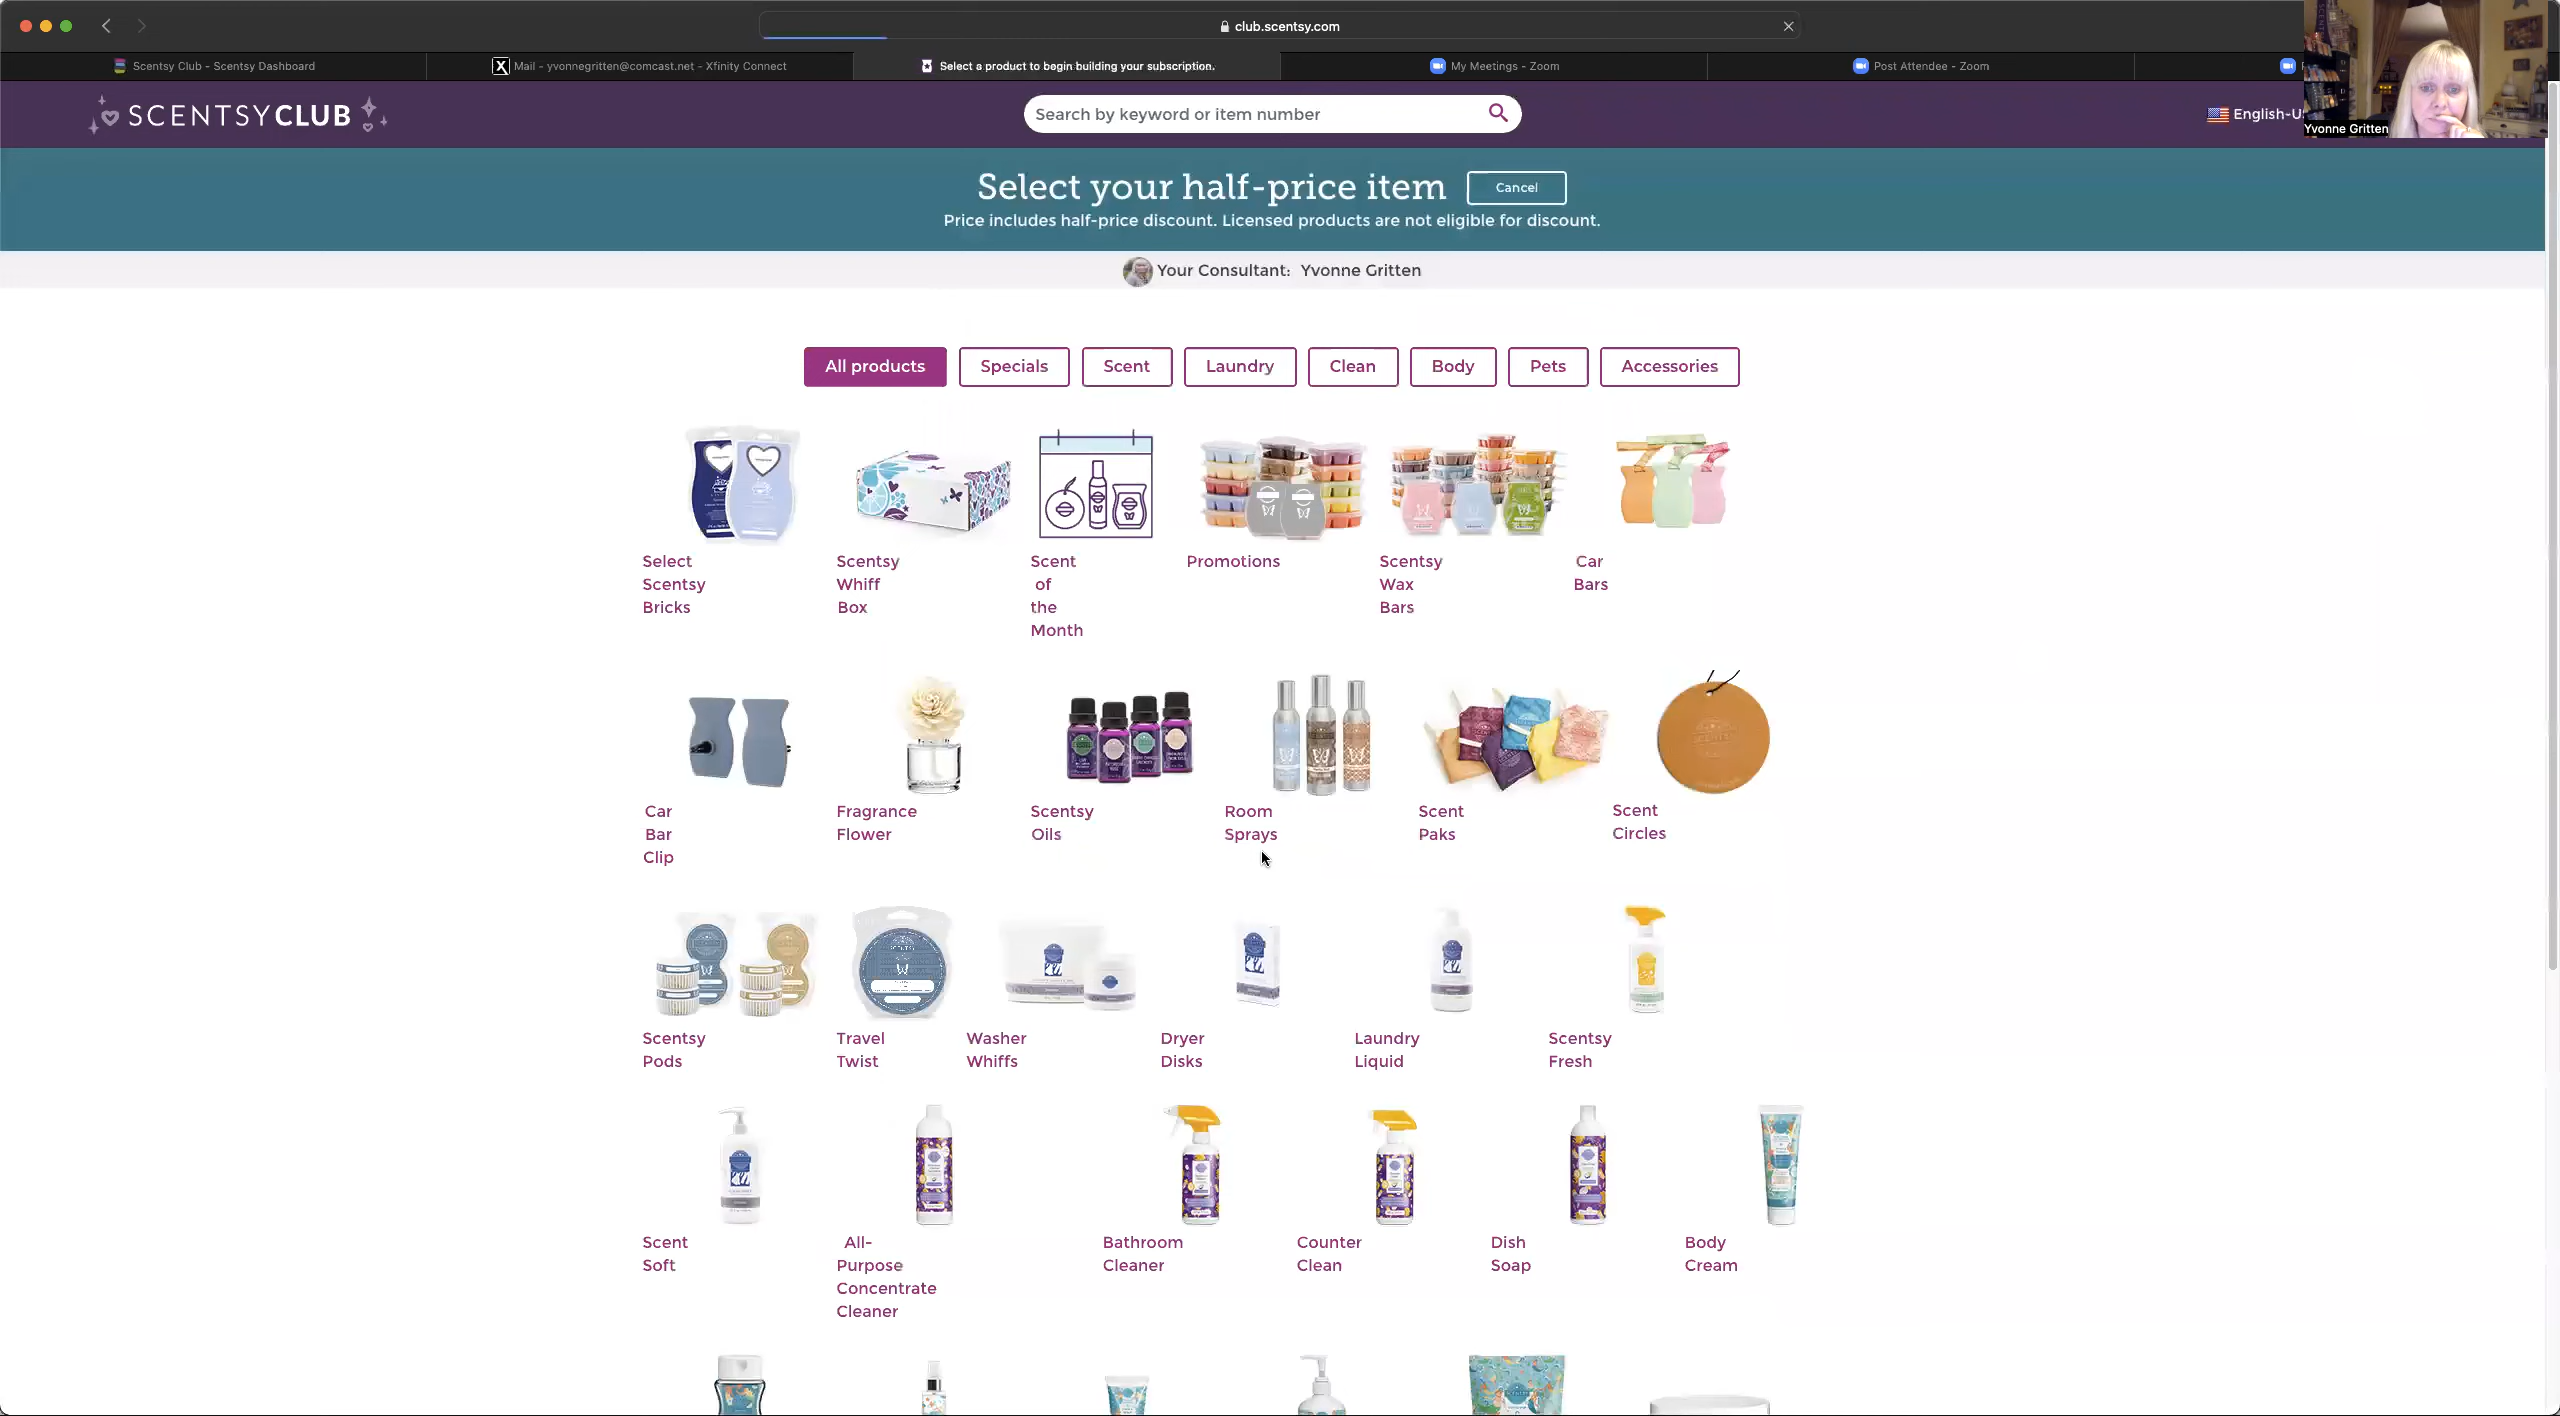 club.scentsy.com
Scentsy Club - Scentsy Dashboard
Mail - yvonnegritten@comcast.net - Xfinity Connect
Select a product to begin building your subscription.
My Meetings - Zoom
Post Attendee - Zoom
SCENTSYCLUB
Search by keyword or item number
English-U
Yvonne Gritten
Select your half-price item
Cancel
Price includes half-price discount. Licensed products are not eligible for discount.
Your Consultant: Yvonne Gritten
All products
Specials
Scent
Laundry
Clean
Body
Pets
Accessories
Select
Scentsy
Bricks
Scentsy
Whiff
Box
Scent
of
the
Month
Promotions
Scentsy
Wax
Bars
Car
Bars
Car
Bar
Clip
Fragrance
Flower
Scentsy
Oils
Room
Sprays
Scent
Paks
Scent
Circles
Scentsy
Pods
Travel
Twist
Washer
Whiffs
Dryer
Disks
Laundry
Liquid
Scentsy
Fresh
Scent
Soft
All-
Purpose
Concentrate
Cleaner
Bathroom
Cleaner
Counter
Clean
Dish
Soap
Body
Cream